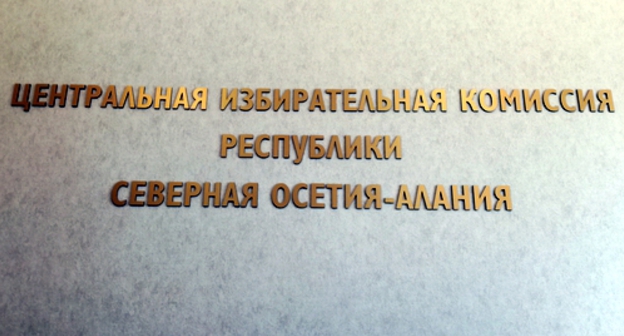 ЦЕНТРАЛЬНАЯ ИЗБИРАТЕЛЬНАЯ КОМИССИЯ
РЕСПУБЛИКИ
СЕВЕРНАЯ ОСЕТИЯ-АЛАНИЯ